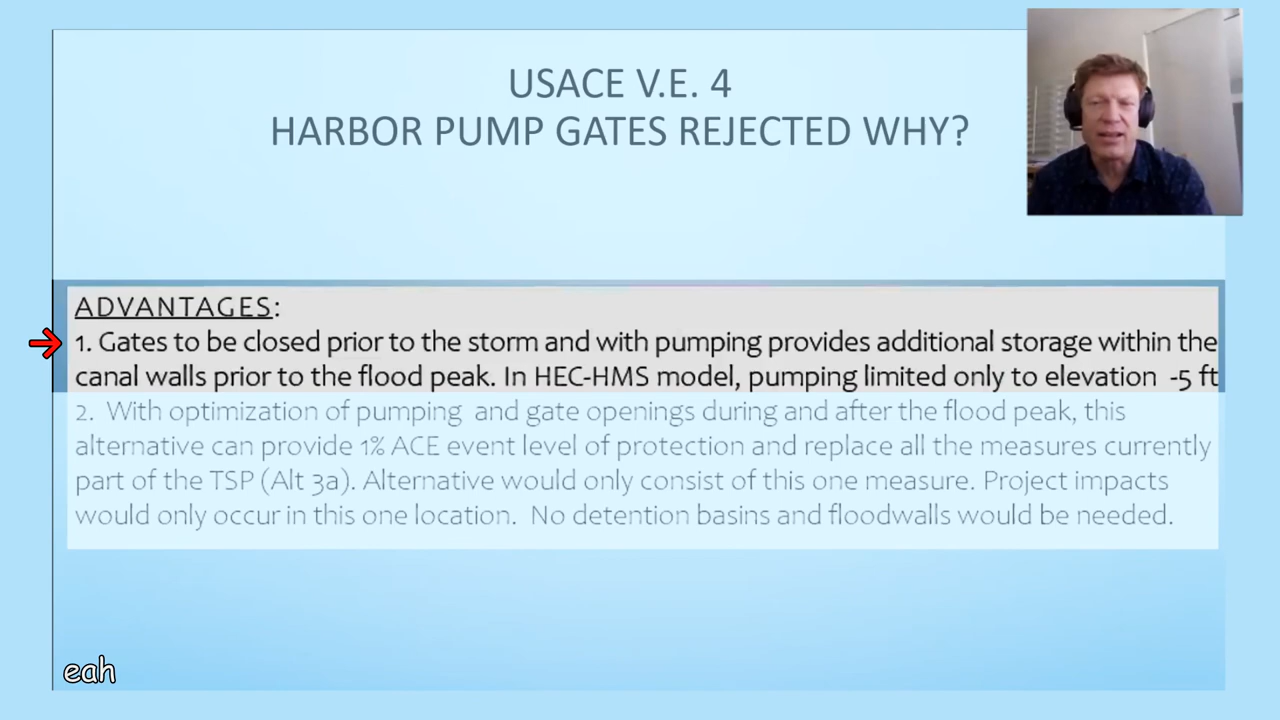 USACE V.E. 4
HARBOR PUMP GATES REJECTED WHY?
ADVANTAGES:
1. Gates to be closed prior to the storm and with pumping provides additional storage within the
canal walls prior to the flood peak. In HEC-HMS model, pumping limited only to elevation -5 ft
2. With optimization of pumping and gate openings during and after the flood peak, this
alternative can provide 1% ACE event level of protection and replace all the measures currently
part of the TSP (Alt 3a). Alternative would only consist of this one measure. Project impacts
would only occur in this one location. No detention basins and floodwalls would be needed.
eah